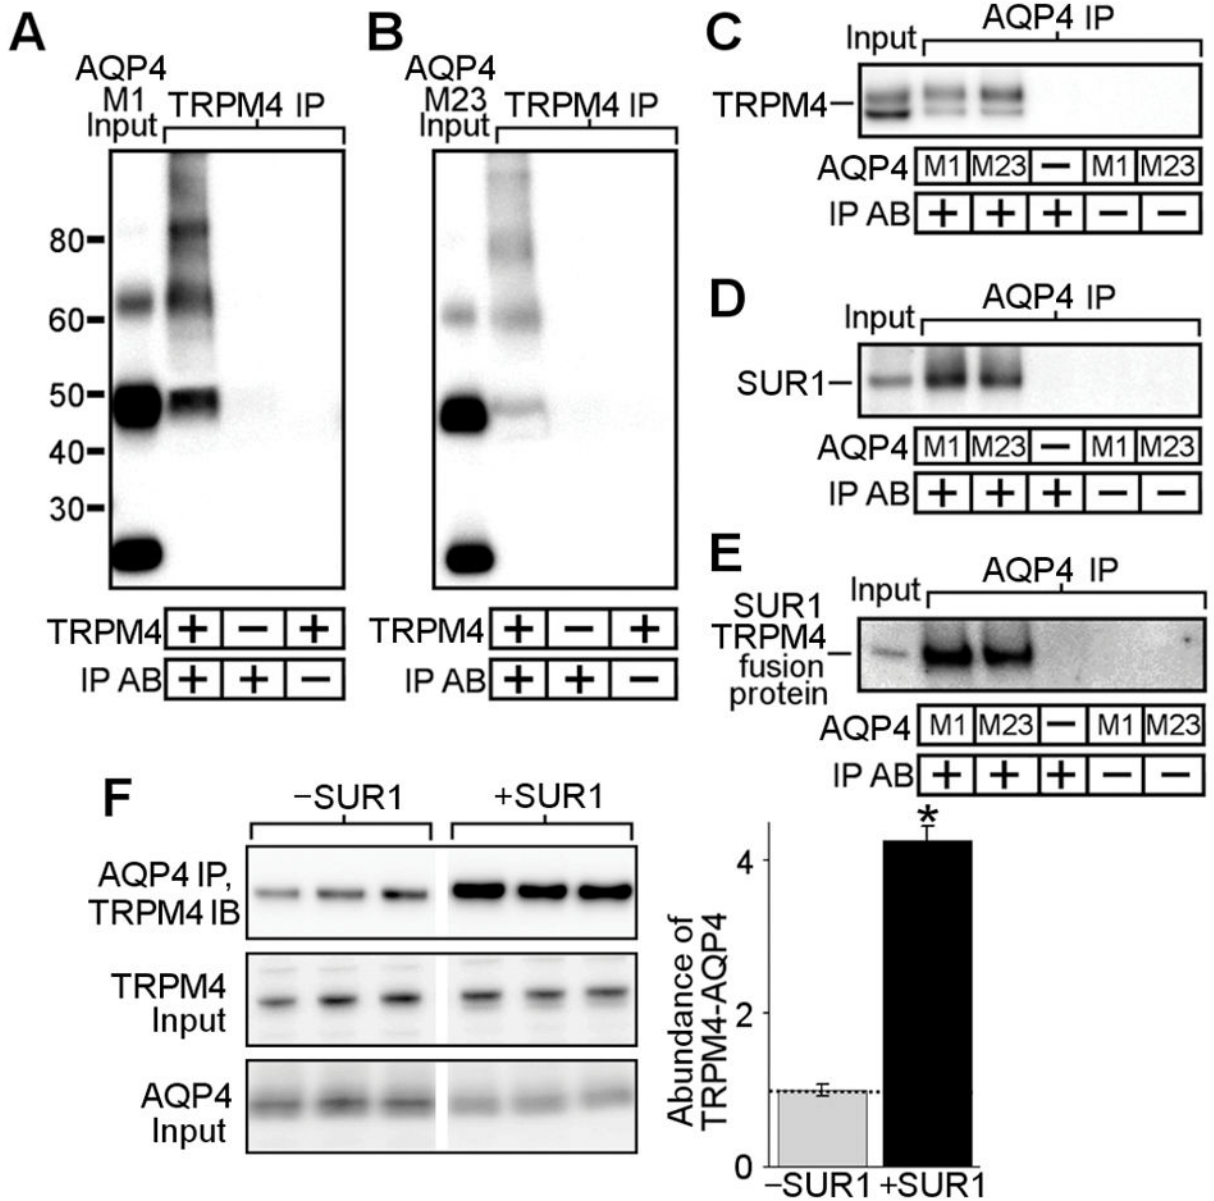 A
AQP4
M1
Input
TRPM4 IP
80
60
50
40
30
TRPM4 + − +
IP AB + + −
B
AQP4
M23
Input
TRPM4 IP
TRPM4 + − +
IP AB + + −
C
AQP4 IP
Input
TRPM4
AQP4 M1 M23 − M1 M23
IP AB + + + − −
D
AQP4 IP
Input
SUR1
AQP4 M1 M23 − M1 M23
IP AB + + + − −
E
AQP4 IP
Input
SUR1
TRPM4
fusion
protein
AQP4 M1 M23 − M1 M23
IP AB + + + − −
F
−SUR1 +SUR1
AQP4 IP,
TRPM4 IB
TRPM4
Input
AQP4
Input
Abundance of
TRPM4-AQP4
4
2
0
*
−SUR1 +SUR1